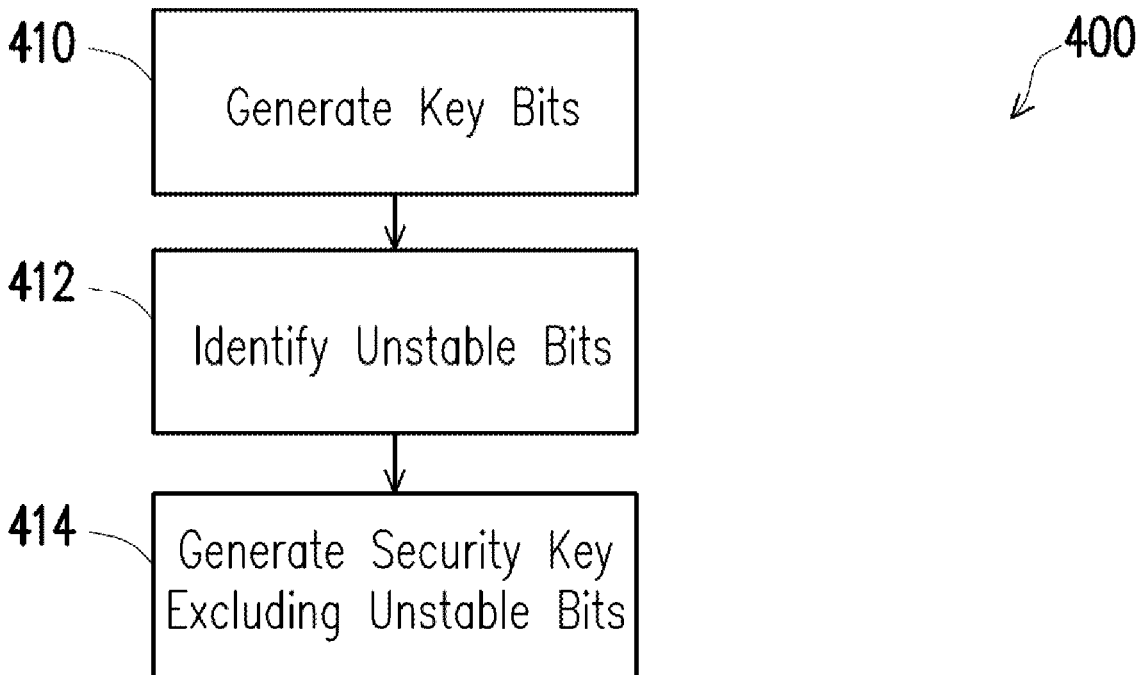 410
400
Generate Key Bits
412
Identify Unstable Bits
414
Generate Security Key
Excluding Unstable Bits